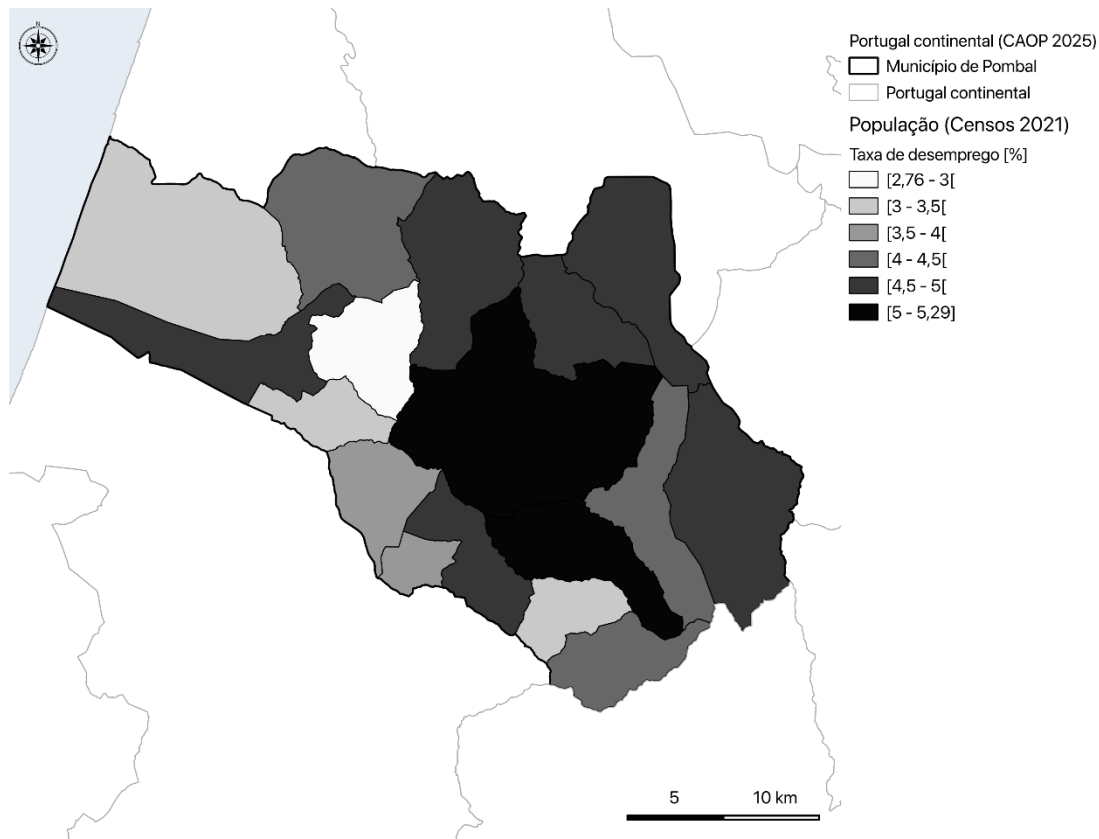 N
Portugal continental (CAOP 2025)
Município de Pombal
Portugal continental
População (Censos 2021)
Taxa de desemprego [%]
[2,76 - 3[
[3 - 3,5[
[3,5 - 4[
[4 - 4,5[
[4,5 - 5[
[5 - 5,29]
5 10 km